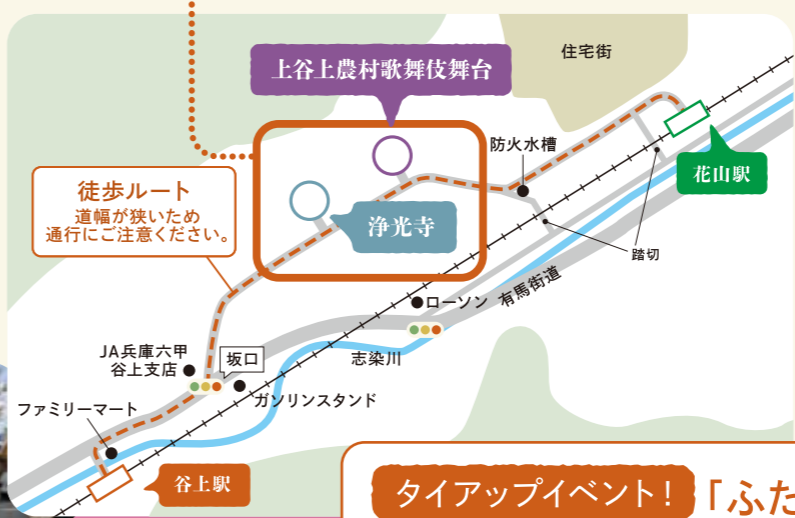 住宅街
上谷上農村歌舞伎舞台
防火水槽
花山駅
徒歩ルート
道幅が狭いため
通行にご注意ください。
浄光寺
踏切
ローソン
有馬街道
JA兵庫六甲
谷上支店
坂口
志染川
ガソリンスタンド
ファミリーマート
谷上駅
タイアップイベント!「ふた